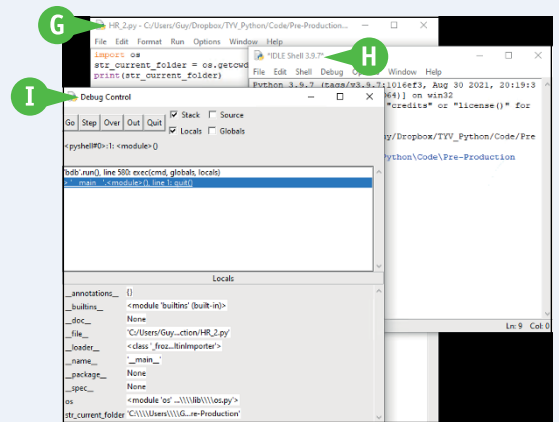 G
HR_2.py - C:/Users/Guy/Dropbox/TYV_Python/Code/Pre-Production...
File Edit Format Run Options Window Help
import os
str_current_folder = os.getcwd
print(str_current_folder)
H
*IDLE Shell 3.9.7*
File Edit Shell Debug Options Window Help
Python 3.9.7 (tags/v3.9.7:1016ef3, Aug 30 2021, 20:19:3
64)] on win32
"credits" or "license()" for
y/Dropbox/TYV_Python/Code/Pre
ython\Code\Pre-Production
Ln: 9 Col: 0
I
Debug Control
Go Step Over Out Quit
Stack Source
Locals Globals
<pyshell#0>:1: <module>()
'bdb'.run(), line 580: exec(cmd, globals, locals)
> '__main__'.<module>(), line 1: quit()
Locals
__annotations__ {}
__builtins__ <module 'builtins' (built-in)>
__doc__ None
__file__ 'C:/Users/Guy...ction/HR_2.py'
__loader__ <class '_froz...ltinImporter'>
__name__ '__main__'
__package__ None
__spec__ None
os <module 'os' ...\\\\lib\\\\os.py'>
str_current_folder 'C:\\\\Users\\\\G...re-Production'